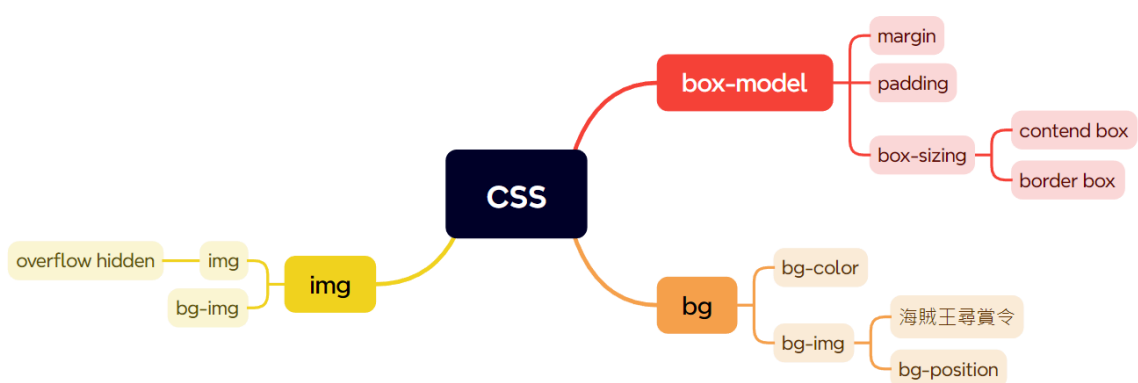 CSS
box-model
margin
padding
box-sizing
contend box
border box
bg
bg-color
bg-img
海賊王尋賞令
bg-position
img
img
overflow hidden
bg-img